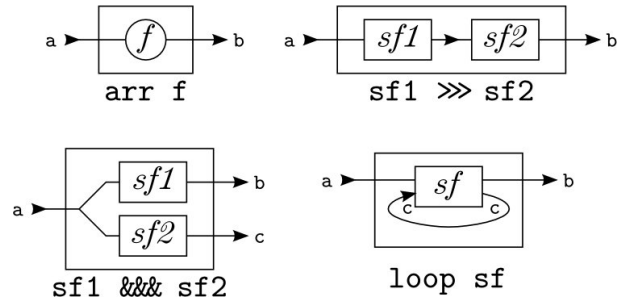 a f b
arr f
a sf1 sf2 b
sf1 >>> sf2
a sf1 b
sf2 c
sf1 &&& sf2
a sf b
c c
loop sf